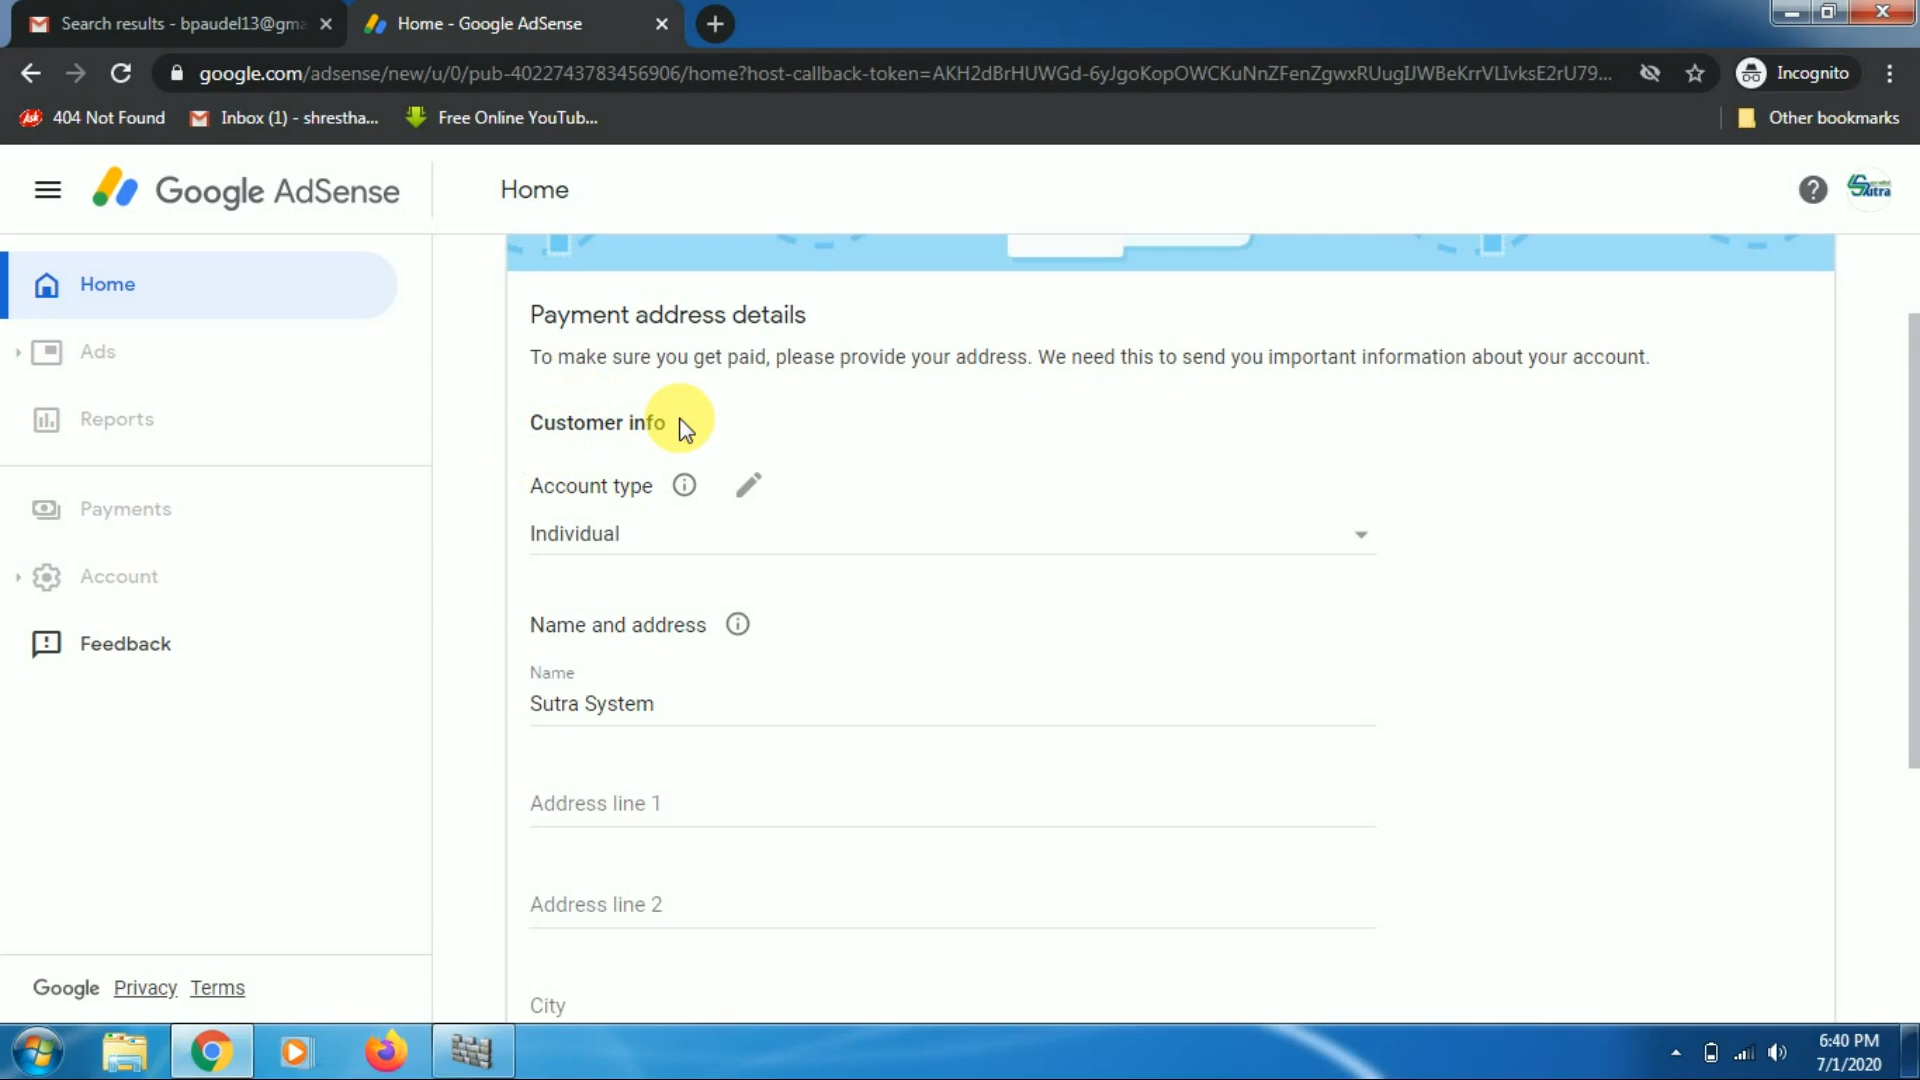 Search results - bpaudel13@gma
Home - Google AdSense
google.com/adsense/new/u/0/pub-4022743783456906/home?host-callback-token=AKH2dBrHUWGd-6yJgoKopOWCKuNnZFenZgwxRUugIJWBeKrrVLIvksE2rU79...
Incognito
Ask
404 Not Found
Inbox (1) - shrestha...
Free Online YouTub...
Other bookmarks
Google AdSense
Home
Sutra
Home
Ads
Reports
Payments
Account
Feedback
Google Privacy Terms
Payment address details
To make sure you get paid, please provide your address. We need this to send you important information about your account.
Customer info
Account type
Individual
Name and address
Name
Sutra System
Address line 1
Address line 2
City
6:40 PM
7/1/2020